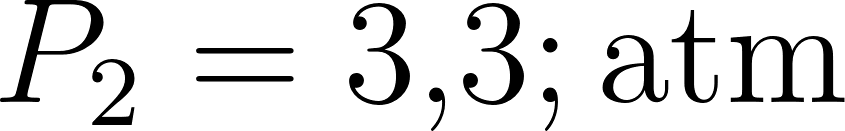 P₂ = 3,3; atm